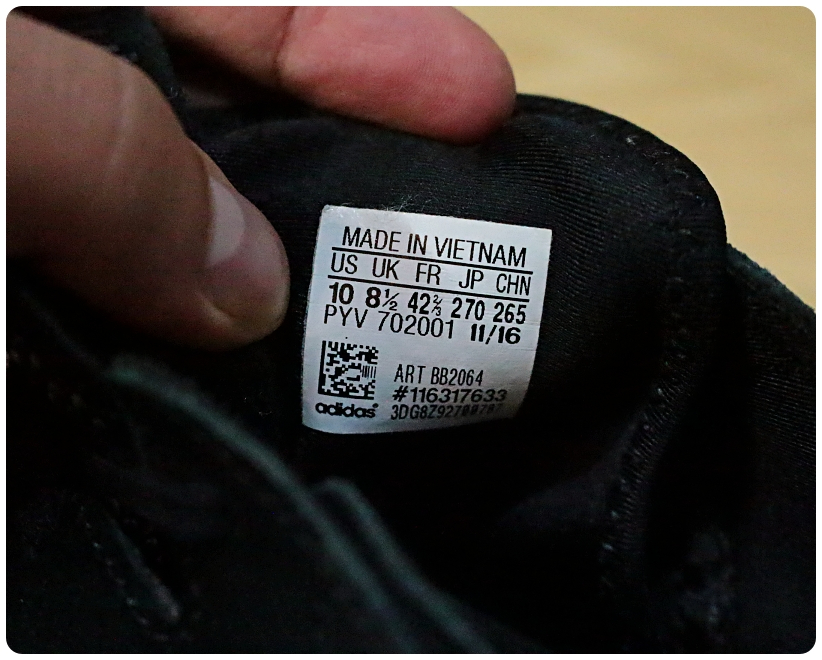 MADE IN VIETNAM
US UK FR JP CHN
10 8½ 42⅔ 270 265
PYV 702001 11/16
ART BB2064
#116317633
adidas